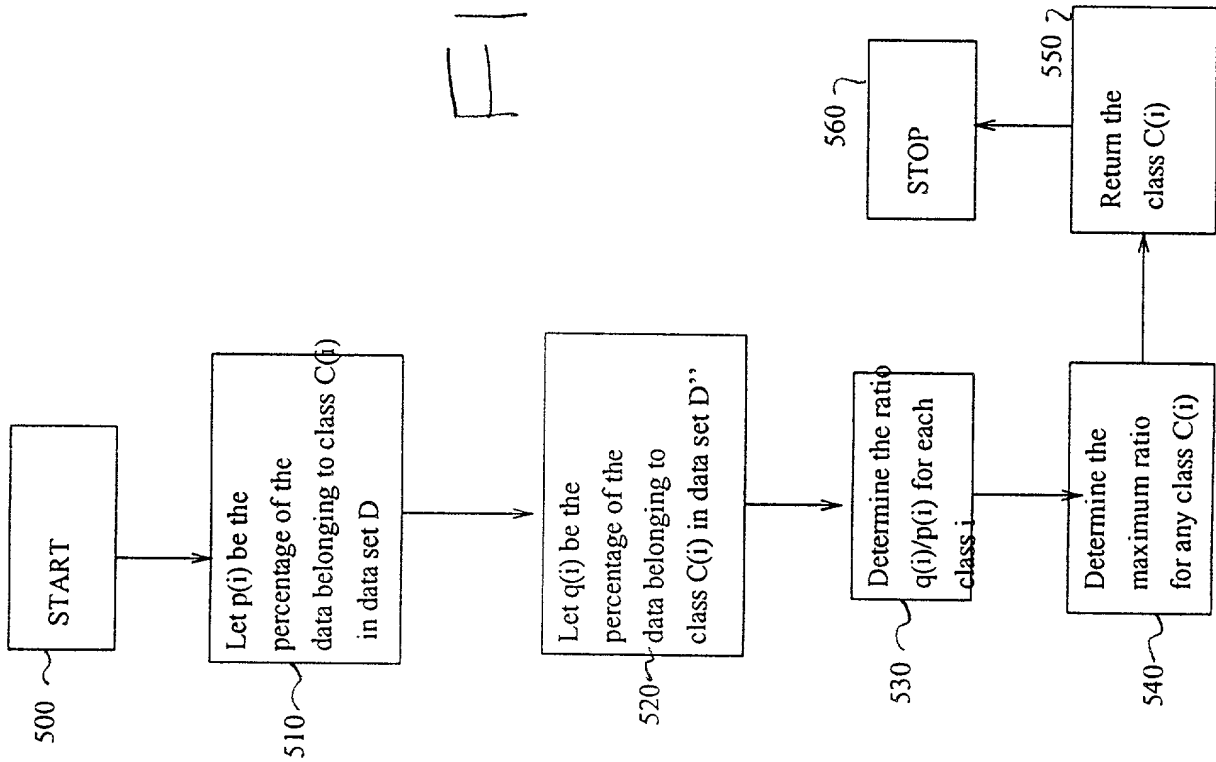 500
START
510
Let p(i) be the
percentage of the
data belonging to class C(i)
in data set D
520
Let q(i) be the
percentage of the
data belonging to
class C(i) in data set D’’
530
Determine the ratio
q(i)/p(i) for each
class i
540
Determine the
maximum ratio
for any class C(i)
550
Return the
class C(i)
560
STOP